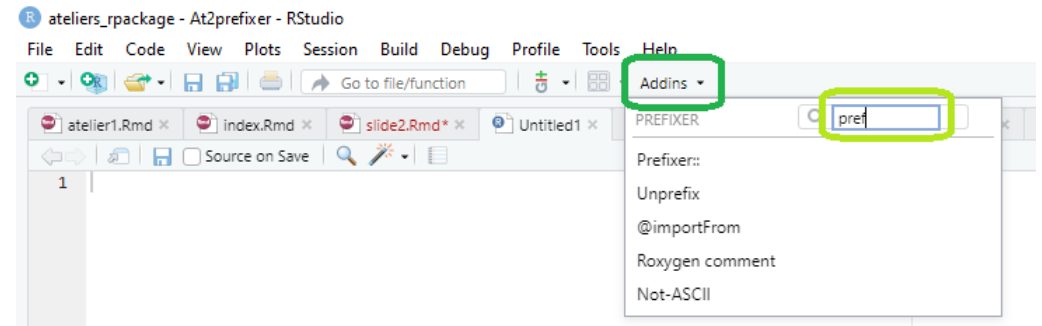 ateliers_rpackage - At2prefixer - RStudio
File Edit Code View Plots Session Build Debug Profile Tools Help
Go to file/function Addins
atelier1.Rmd × index.Rmd × slide2.Rmd* × Untitled1 × PREFIXER pref ×
Source on Save Prefixer::
1 Unprefix
@importFrom
Roxygen comment
Not-ASCII